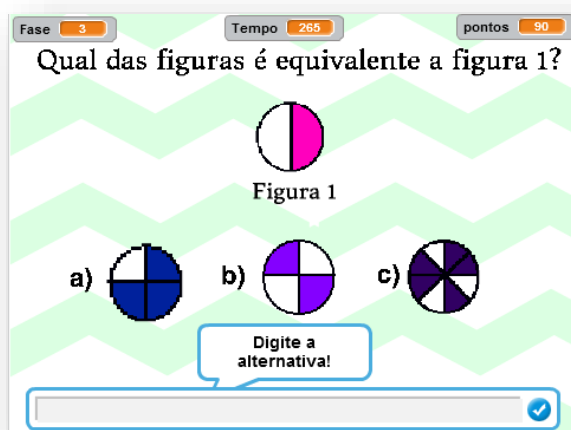 Fase 3 Tempo 265 pontos 90
Qual das figuras é equivalente a figura 1?
Figura 1
a) b) c)
Digite a
alternativa!